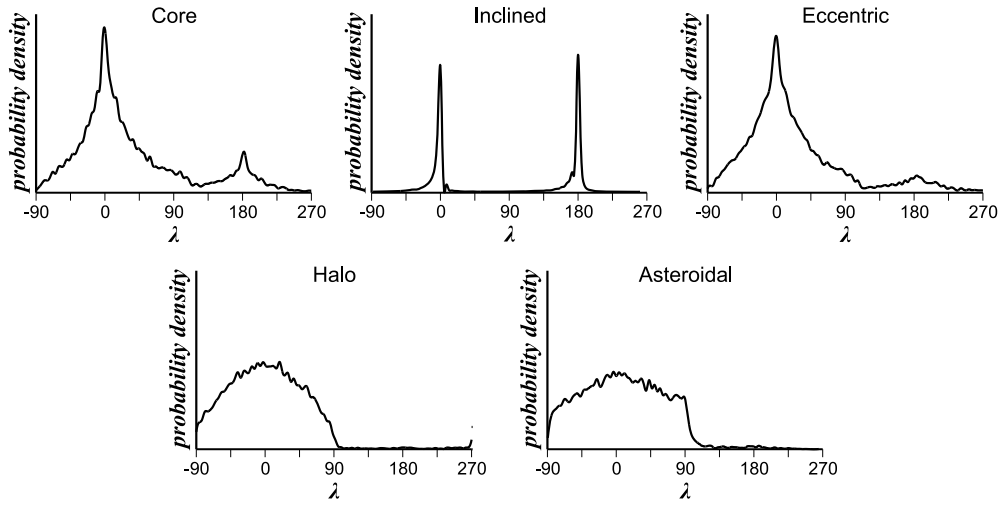 Core
probability density
-90 0 90 180 270
λ
Inclined
probability density
-90 0 90 180 270
λ
Eccentric
probability density
-90 0 90 180 270
λ
Halo
probability density
-90 0 90 180 270
λ
Asteroidal
probability density
-90 0 90 180 270
λ